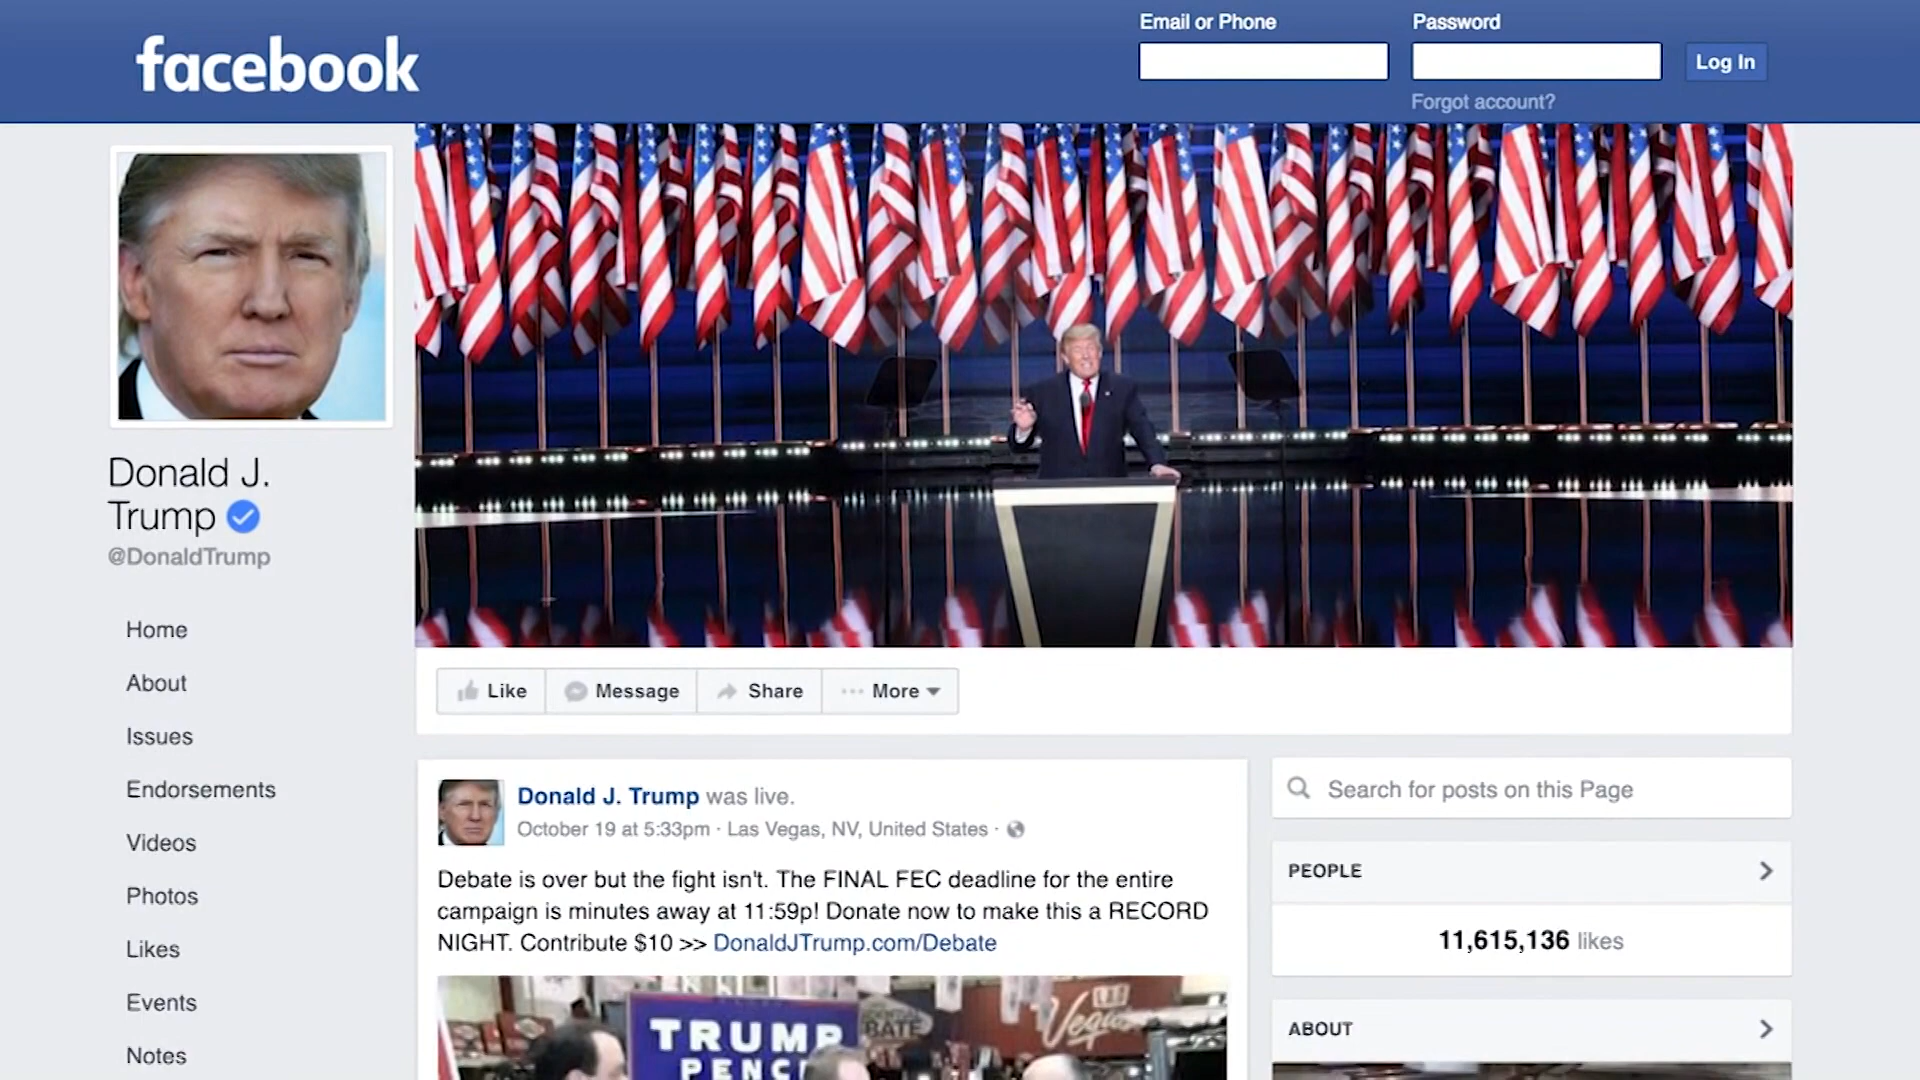 facebook
Email or Phone
Password
Log In
Forgot account?
Donald J.
Trump
@DonaldTrump
Home
About
Issues
Endorsements
Videos
Photos
Likes
Events
Notes
Like
Message
Share
More
Donald J. Trump was live.
October 19 at 5:33pm · Las Vegas, NV, United States ·
Debate is over but the fight isn't. The FINAL FEC deadline for the entire
campaign is minutes away at 11:59p! Donate now to make this a RECORD
NIGHT. Contribute $10 >> DonaldJTrump.com/Debate
TRUMP
Search for posts on this Page
PEOPLE
11,615,136 likes
ABOUT